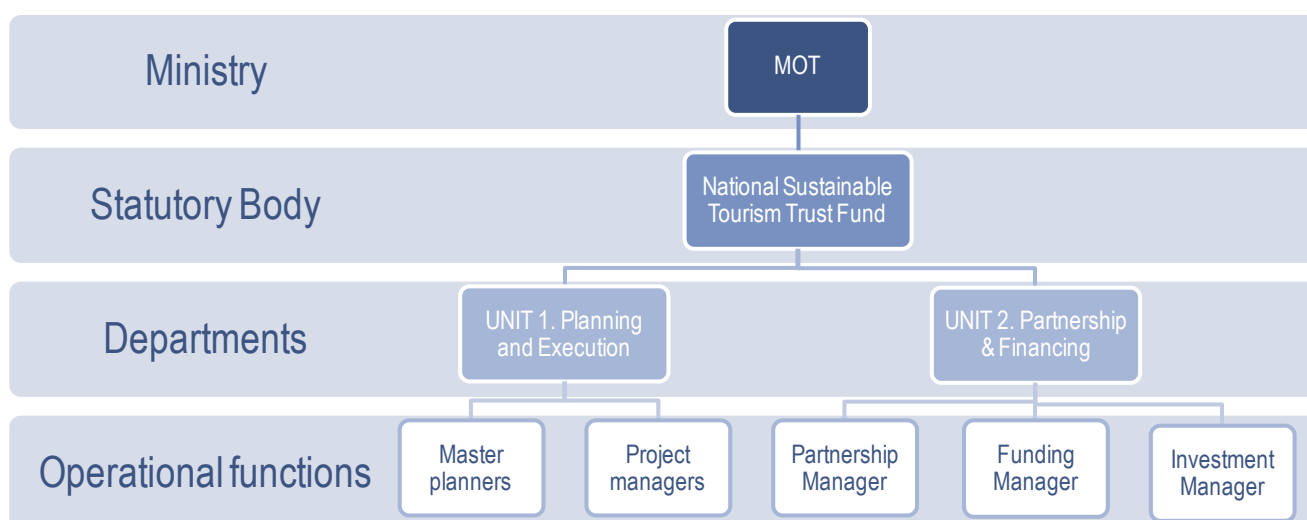 Ministry
MOT
Statutory Body
National Sustainable
Tourism Trust Fund
Departments
UNIT 1. Planning
and Execution
UNIT 2. Partnership
& Financing
Operational functions
Master
planners
Project
managers
Partnership
Manager
Funding
Manager
Investment
Manager